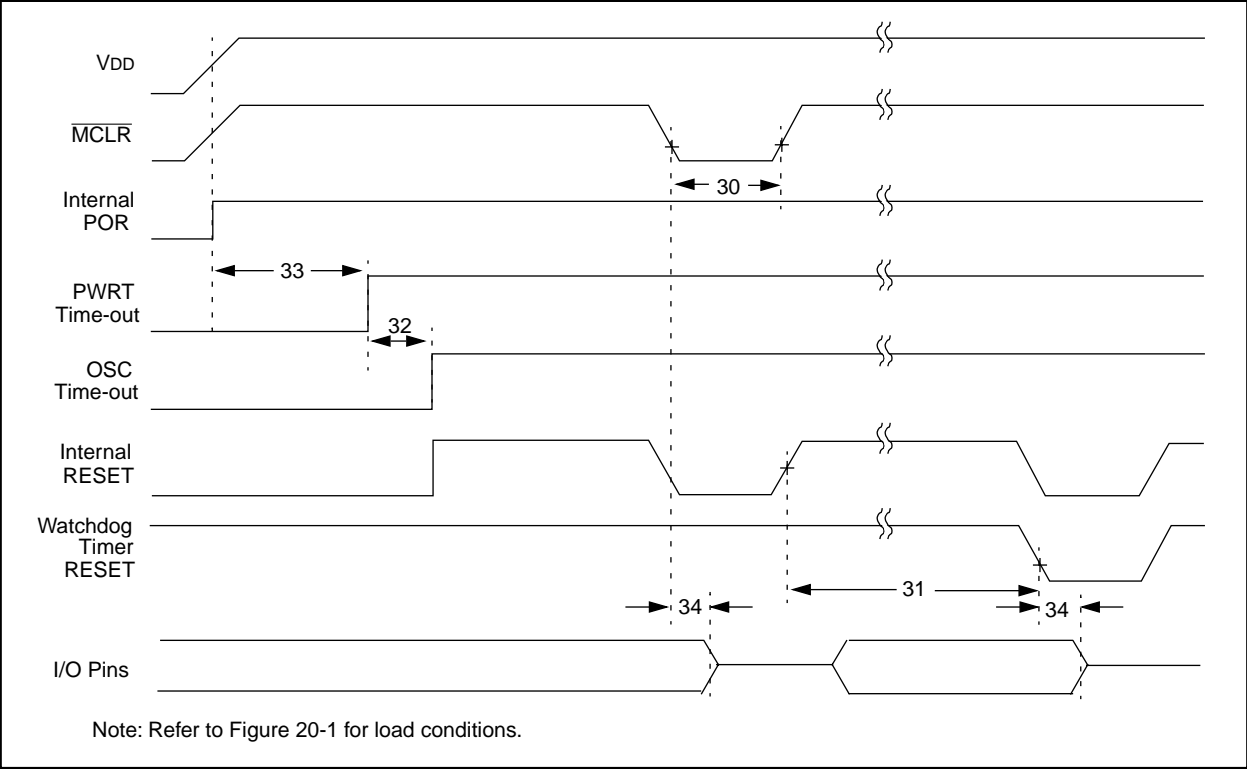 VDD
MCLR
30
Internal
POR
33
PWRT
Time-out
32
OSC
Time-out
Internal
RESET
Watchdog
Timer
RESET
31
34
34
I/O Pins
Note: Refer to Figure 20-1 for load conditions.